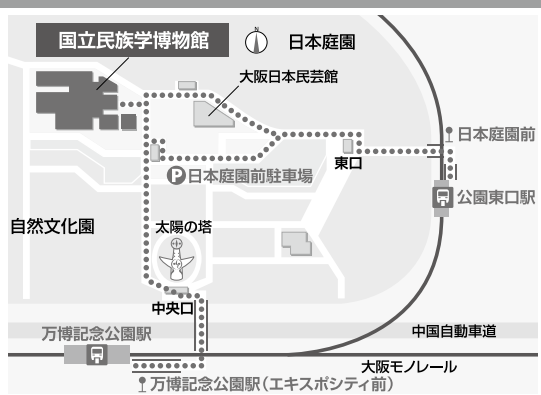 国立民族学博物館
N
日本庭園
大阪日本民芸館
日本庭園前
東口
P日本庭園前駐車場
公園東口駅
自然文化園
太陽の塔
中央口
万博記念公園駅
中国自動車道
大阪モノレール
万博記念公園駅（エキスポシティ前）